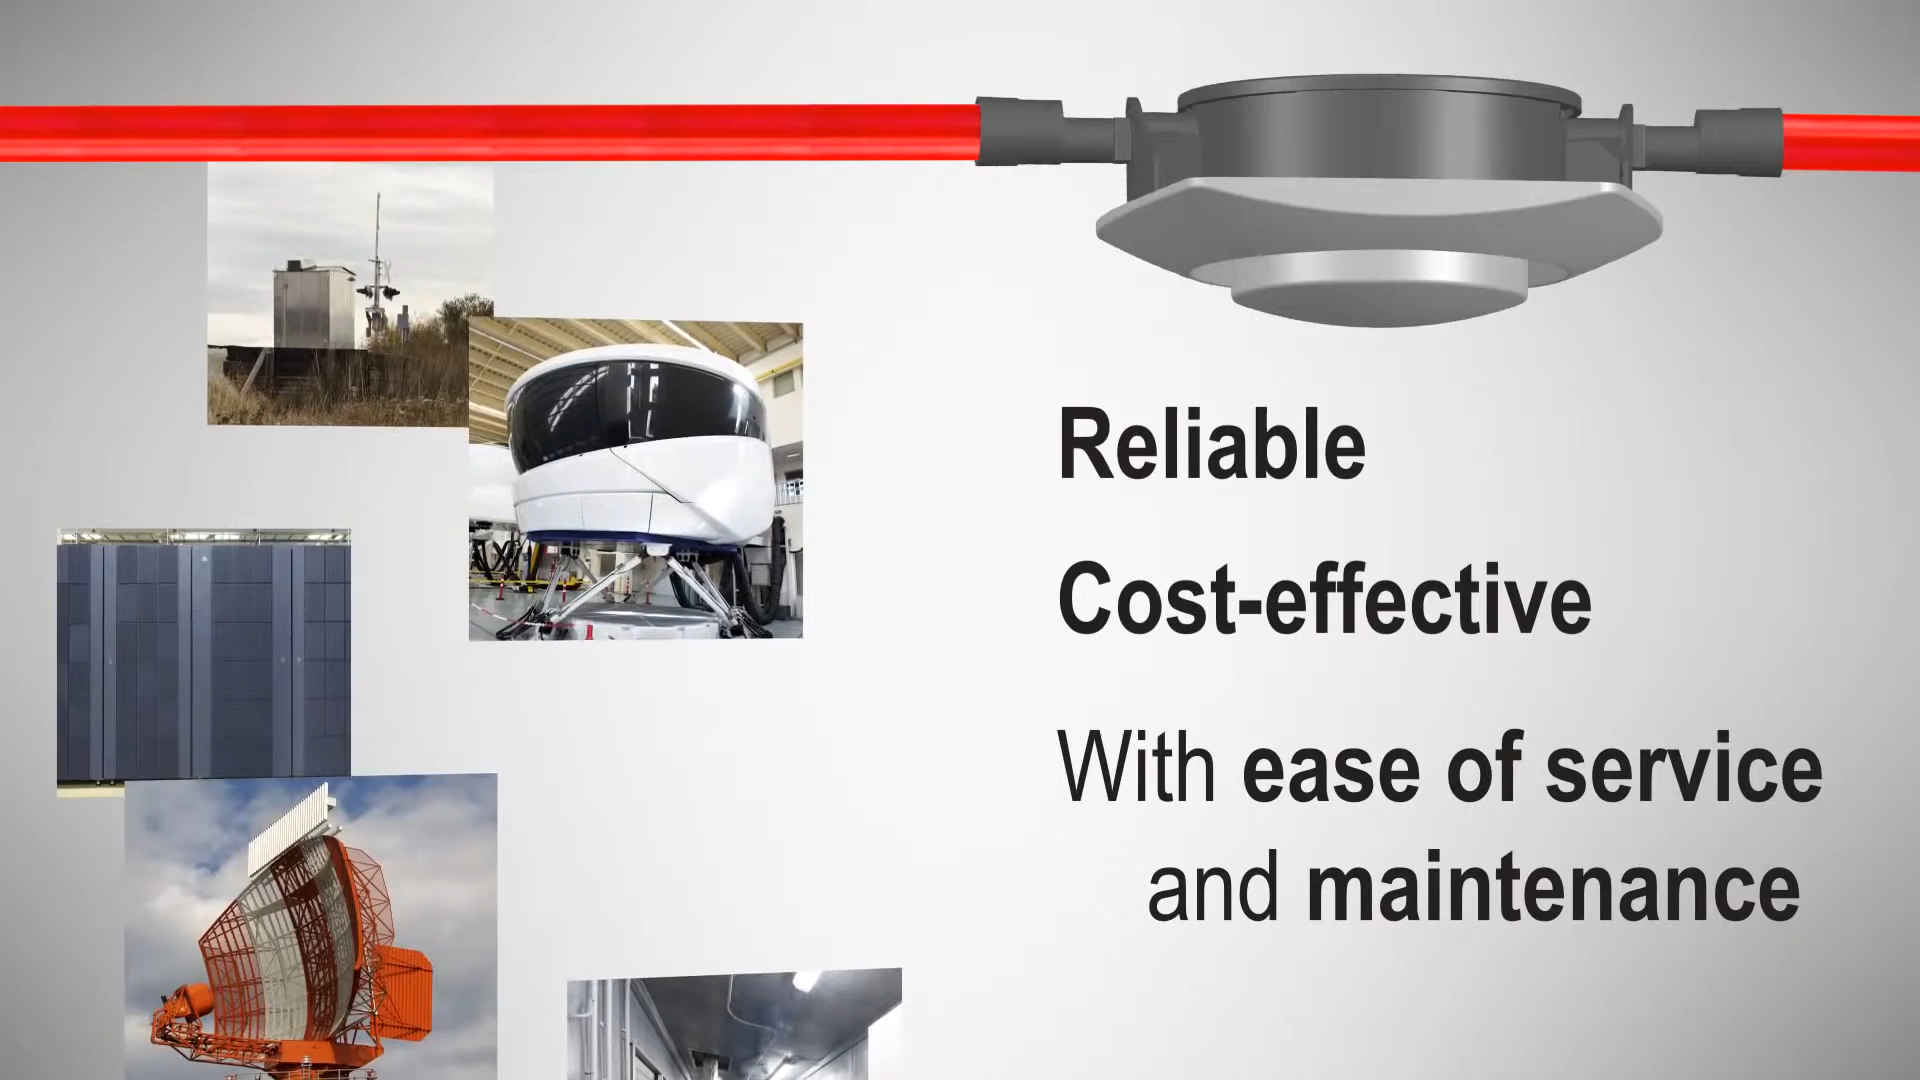 Reliable
Cost-effective
With ease of service
and maintenance